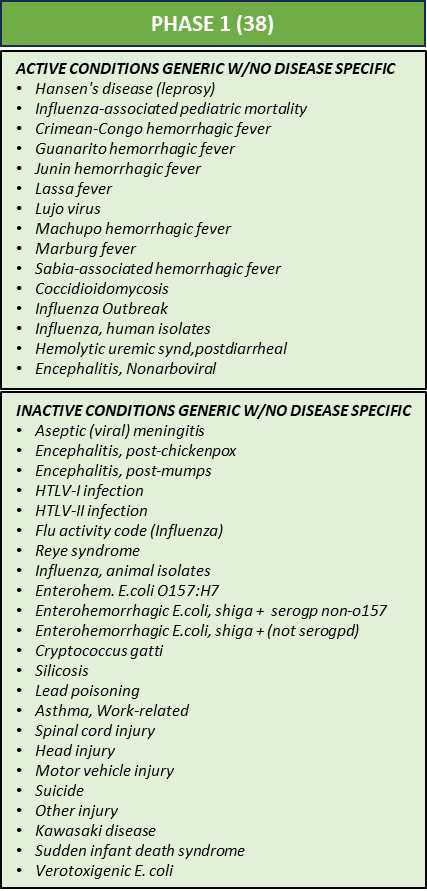 PHASE 1 (38)
ACTIVE CONDITIONS GENERIC W/NO DISEASE SPECIFIC
• Hansen's disease (leprosy)
• Influenza-associated pediatric mortality
• Crimean-Congo hemorrhagic fever
• Guanarito hemorrhagic fever
• Junin hemorrhagic fever
• Lassa fever
• Lujo virus
• Machupo hemorrhagic fever
• Marburg fever
• Sabia-associated hemorrhagic fever
• Coccidioidomycosis
• Influenza Outbreak
• Influenza, human isolates
• Hemolytic uremic synd,postdiarrheal
• Encephalitis, Nonarboviral
INACTIVE CONDITIONS GENERIC W/NO DISEASE SPECIFIC
• Aseptic (viral) meningitis
• Encephalitis, post-chickenpox
• Encephalitis, post-mumps
• HTLV-I infection
• HTLV-II infection
• Flu activity code (Influenza)
• Reye syndrome
• Influenza, animal isolates
• Enterohem. E.coli O157:H7
• Enterohemorrhagic E.coli, shiga + serogp non-o157
• Enterohemorrhagic E.coli, shiga + (not serogpd)
• Cryptococcus gatti
• Silicosis
• Lead poisoning
• Asthma, Work-related
• Spinal cord injury
• Head injury
• Motor vehicle injury
• Suicide
• Other injury
• Kawasaki disease
• Sudden infant death syndrome
• Verotoxigenic E. coli